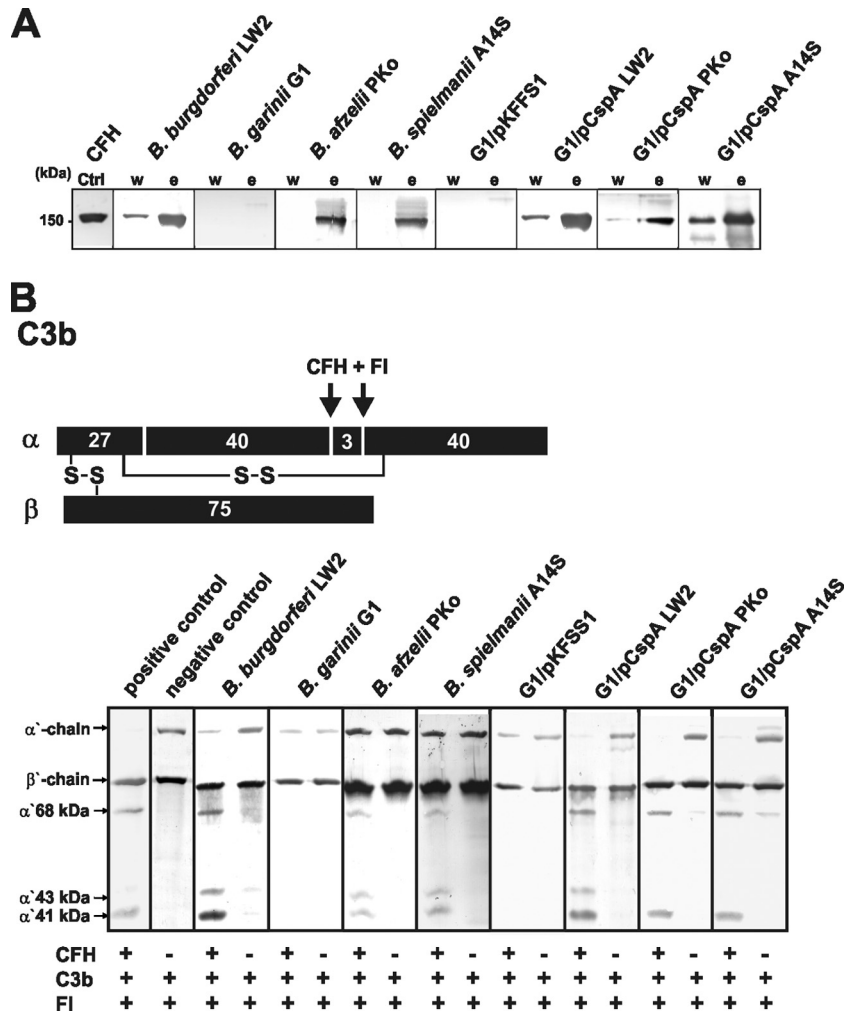 A
CFH
B. burgdorferi LW2
B. garinii G1
B. afzelii PKo
B. spielmanii A14S
G1/pKFFS1
G1/pCspA LW2
G1/pCspA PKo
G1/pCspA A14S
(kDa) Ctrl w e w e w e w e w e w e w e w e
150 -
B
C3b
CFH + FI
α 27 40 3 40
S-S S-S
β 75
positive control
negative control
B. burgdorferi LW2
B. garinii G1
B. afzelii PKo
B. spielmanii A14S
G1/pKFSS1
G1/pCspA LW2
G1/pCspA PKo
G1/pCspA A14S
α`-chain
β`-chain
α`68 kDa
α`43 kDa
α`41 kDa
CFH + - + - + - + - + - + - + - + - + -
C3b + + + + + + + + + + + + + + + + + +
FI + + + + + + + + + + + + + + + + + +